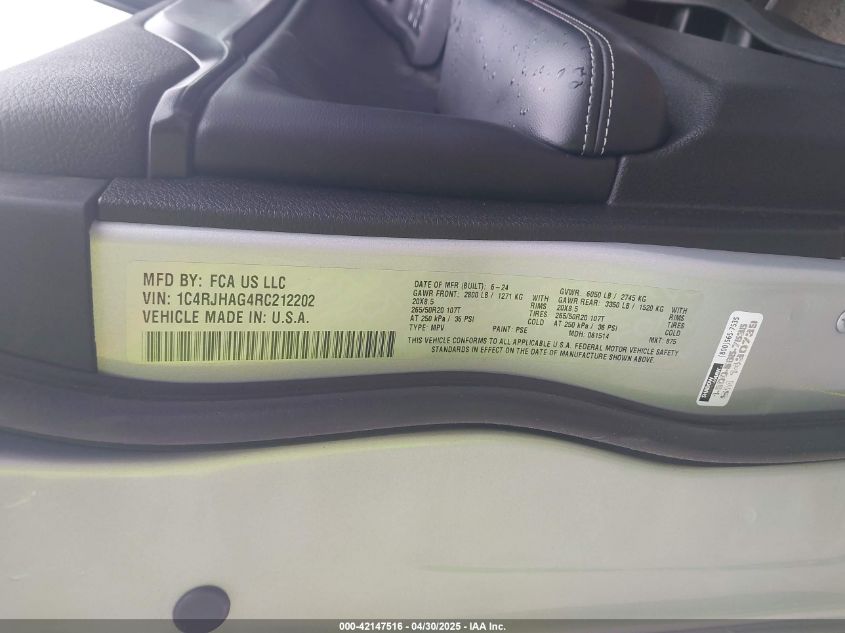 MFD BY: FCA US LLC
VIN: 1C4RJHAG4RC212202
VEHICLE MADE IN: U.S.A.
DATE OF MFR (BUILT): 6-24
GAWR FRONT: 2800 LB / 1271 KG WITH
20X8.5 RIMS
265/50R20 107T TIRES
AT 250 kPa / 36 PSI COLD
TYPE: MPV PAINT: PSE
GVWR: 6050 LB / 2745 KG
GAWR REAR: 3350 LB / 1520 KG WITH
20X8.5 RIMS
265/50R20 107T TIRES
AT 250 kPa / 36 PSI COLD
MDH: 061514 MXT: 875
THIS VEHICLE CONFORMS TO ALL APPLICABLE U.S.A. FEDERAL MOTOR VEHICLE SAFETY
STANDARDS IN EFFECT ON THE DATE OF MANUFACTURE SHOWN ABOVE.
000-42147516 - 04/30/2025 - IAA Inc.